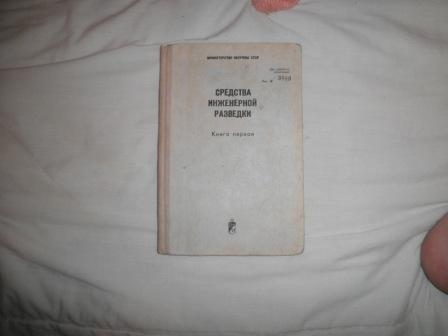 МИНИСТЕРСТВО ОБОРОНЫ СССР
СРЕДСТВА
ИНЖЕНЕРНОЙ
РАЗВЕДКИ
Книга первая